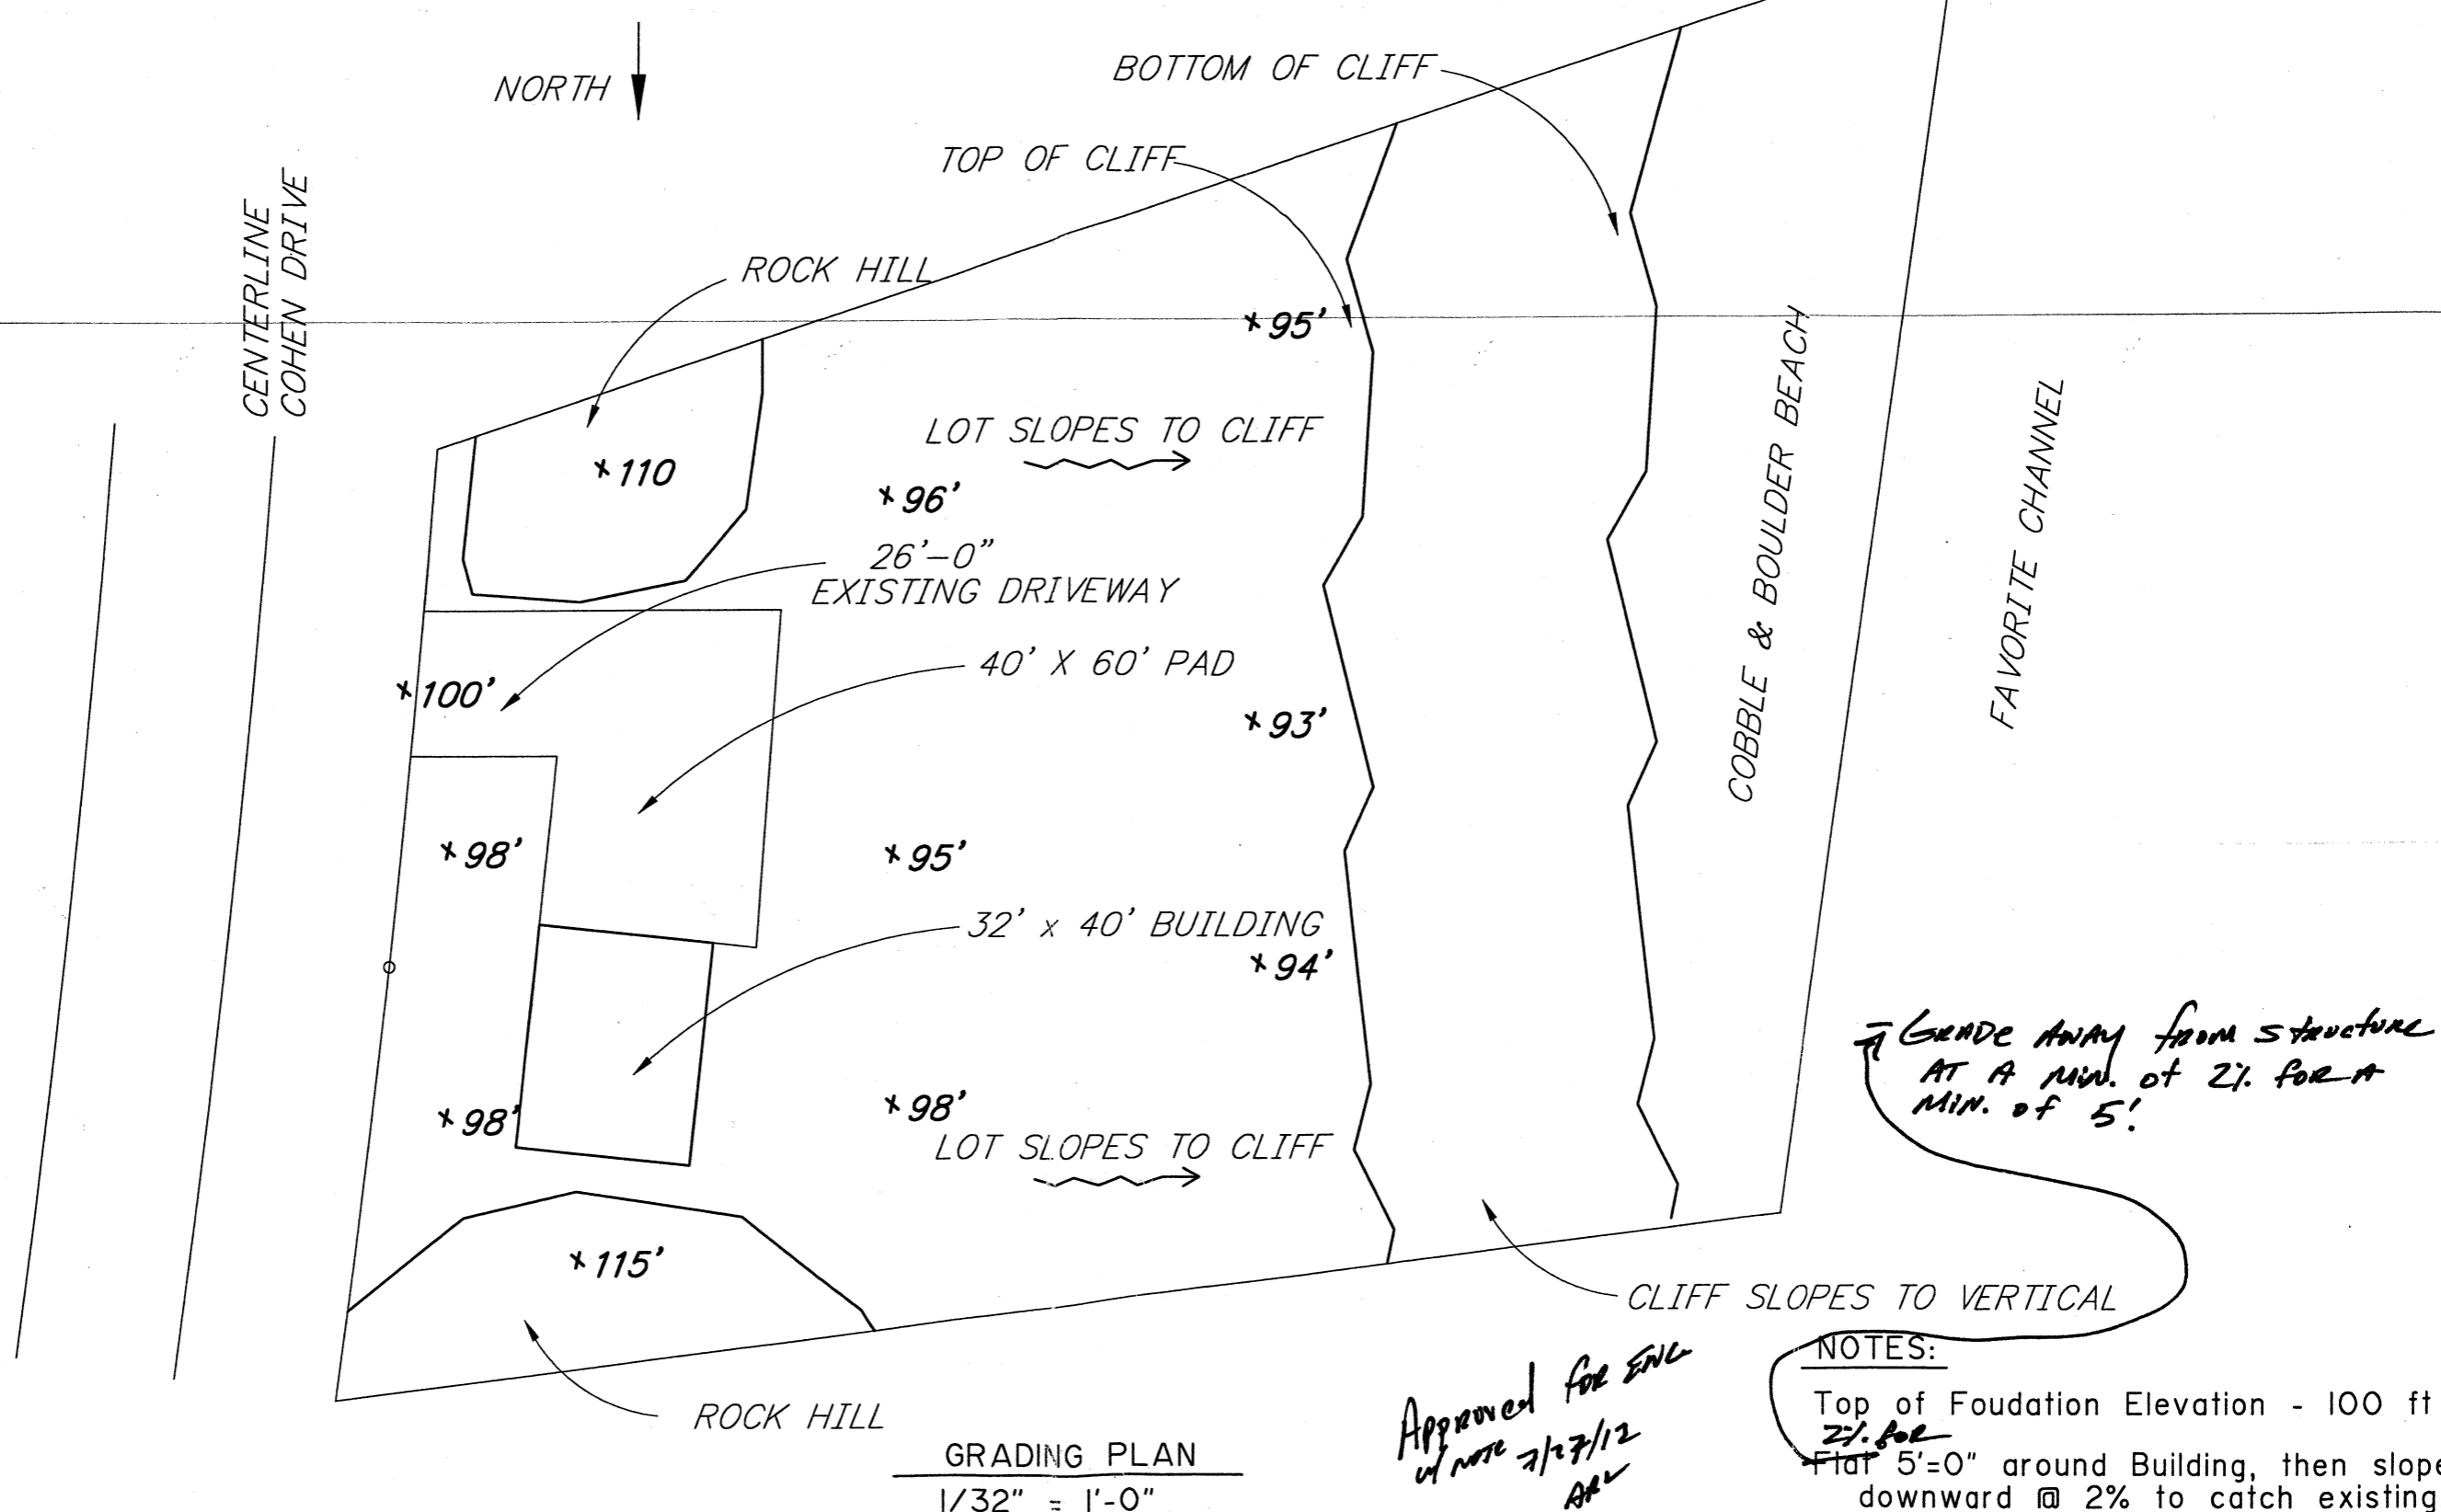 NORTH
BOTTOM OF CLIFF
TOP OF CLIFF
CENTERLINE
COHEN DRIVE
ROCK HILL
×95'
LOT SLOPES TO CLIFF
×110
×96'
26'–0"
EXISTING DRIVEWAY
COBBLE & BOULDER BEACH
FAVORITE CHANNEL
40' X 60' PAD
×100'
×93'
×98'
×95'
32' x 40' BUILDING
×94'
GRADE AWAY from structure
AT A MIN. of 2% FOR A
MIN. of 5'
×98'
×98'
LOT SLOPES TO CLIFF
×115'
CLIFF SLOPES TO VERTICAL
ROCK HILL
Approved for ENG
w/ NOTE 7/27/12
NOTES:
Top of Foudation Elevation - 100 ft
2% for
Flat 5'=0" around Building, then slope
downward @ 2% to catch existing
GRADING PLAN
1/32" = 1'-0"